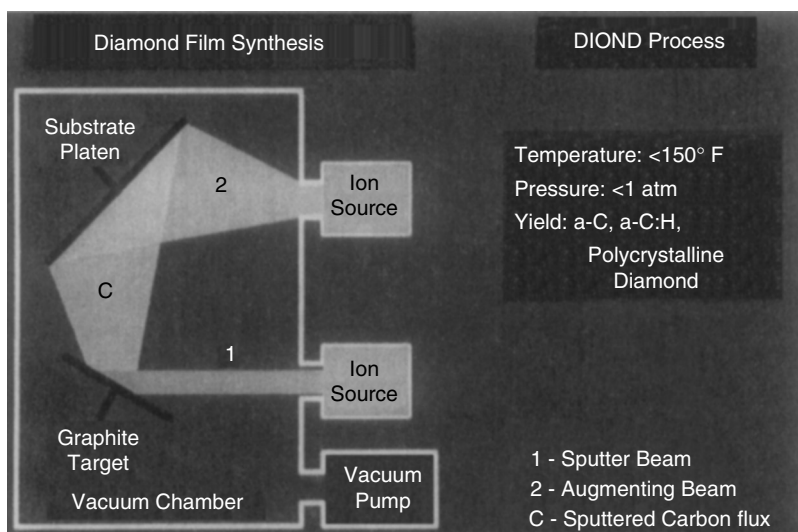 Diamond Film Synthesis
DIOND Process
Substrate
Platen
2
Ion
Source
Temperature: <150° F
Pressure: <1 atm
Yield: a-C, a-C:H,
Polycrystalline
Diamond
C
1
Ion
Source
Graphite
Target
Vacuum Chamber
Vacuum
Pump
1 - Sputter Beam
2 - Augmenting Beam
C - Sputtered Carbon flux